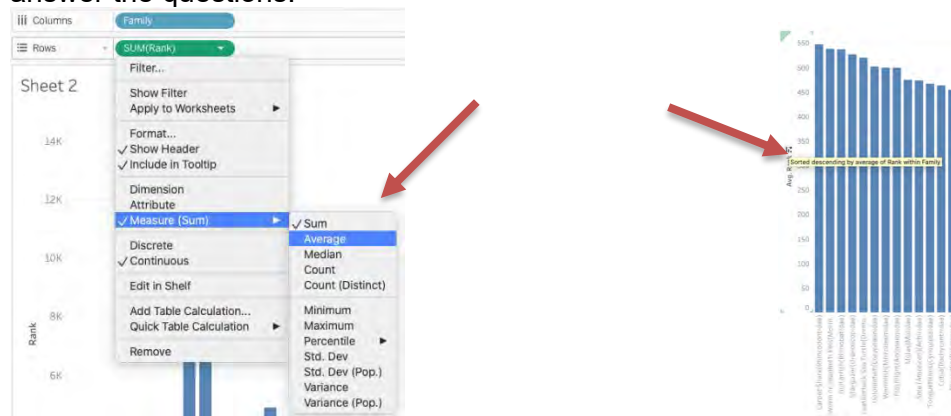 answer the questions.
iii Columns
Family
Rows
SUM(Rank)
Sheet 2
Filter...
Show Filter
Apply to Worksheets
Format...
✓ Show Header
✓ Include in Tooltip
Dimension
Attribute
✓ Measure (Sum)
Discrete
✓ Continuous
Edit in Shelf
Add Table Calculation...
Quick Table Calculation
Remove
✓ Sum
Average
Median
Count
Count (Distinct)
Minimum
Maximum
Percentile
Std. Dev
Std. Dev (Pop.)
Variance
Variance (Pop.)
14K
12K
10K
8K
6K
Rank
550
500
450
400
350
Sorted descending by average of Rank within Family
250
200
150
100
50
0
Avg. Rank